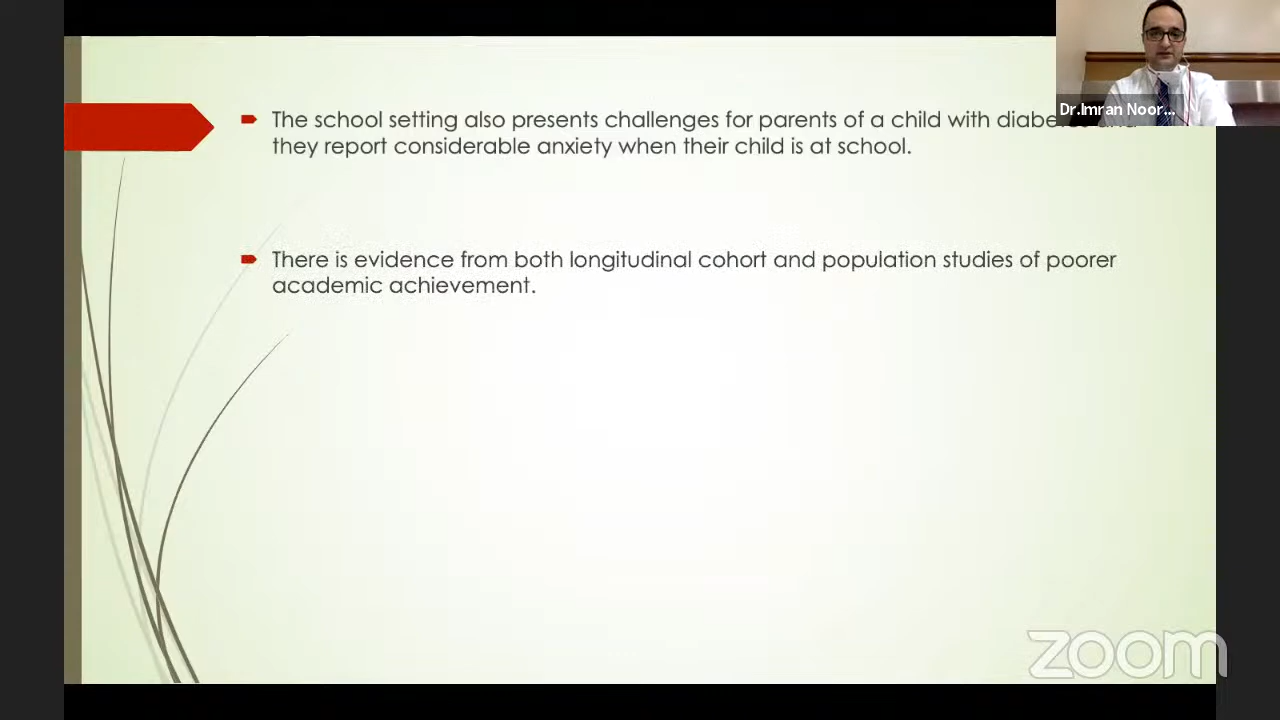 The school setting also presents challenges for parents of a child with
they report considerable anxiety when their child is at school.
There is evidence from both longitudinal cohort and population studies of poorer
academic achievement.
Dr.Imran Noor...
zoom